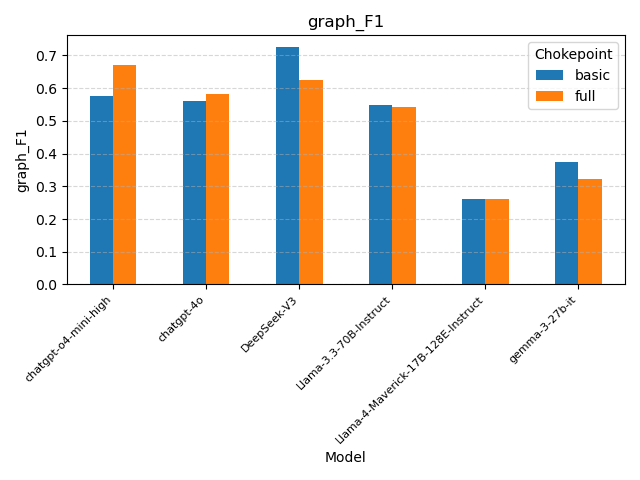 graph_F1
graph_F1
0.7
0.6
0.5
0.4
0.3
0.2
0.1
0.0
Chokepoint
basic
full
chatgpt-o4-mini-high
chatgpt-4o
DeepSeek-V3
Llama-3.3-70B-Instruct
Llama-4-Maverick-17B-128E-Instruct
gemma-3-27b-it
Model